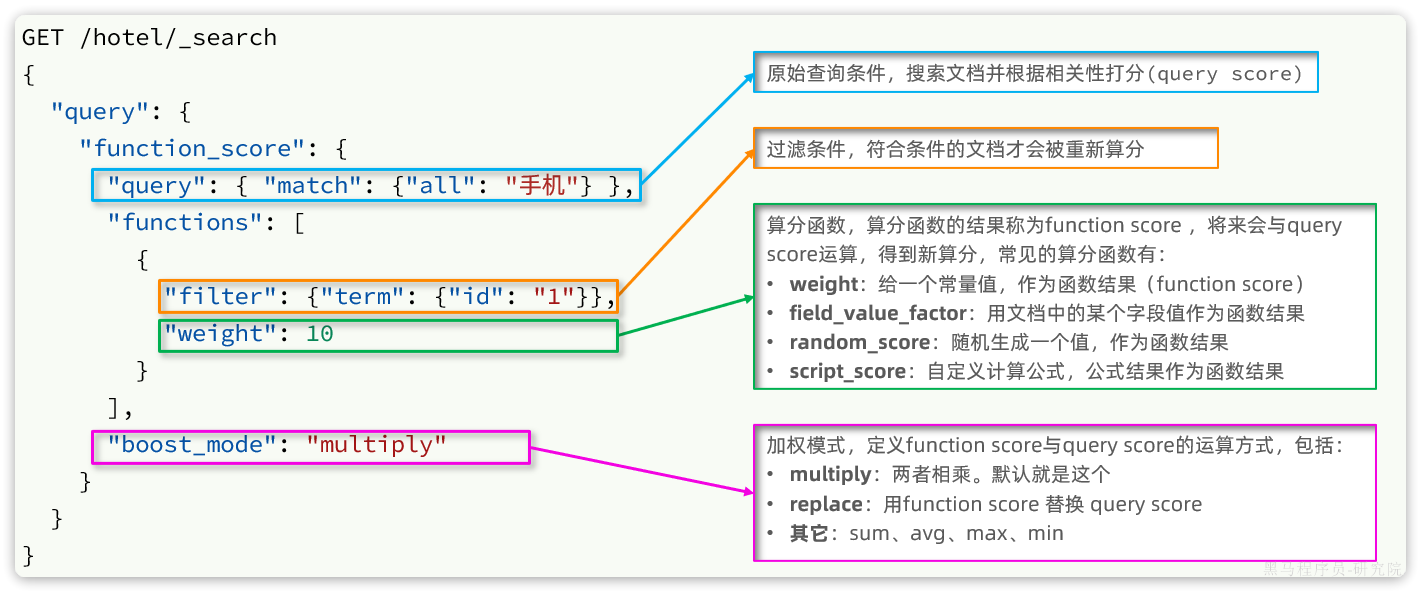 GET /hotel/_search
{
"query": {
"function_score": {
"query": { "match": {"all": "手机"} },
"functions": [
{
"filter": {"term": {"id": "1"}},
"weight": 10
}
],
"boost_mode": "multiply"
}
}
}
原始查询条件，搜索文档并根据相关性打分(query score)
过滤条件，符合条件的文档才会被重新算分
算分函数，算分函数的结果称为function score ，将来会与query
score运算，得到新算分，常见的算分函数有：
• weight：给一个常量值，作为函数结果（function score）
• field_value_factor：用文档中的某个字段值作为函数结果
• random_score：随机生成一个值，作为函数结果
• script_score：自定义计算公式，公式结果作为函数结果
加权模式，定义function score与query score的运算方式，包括：
• multiply：两者相乘。默认就是这个
• replace：用function score 替换 query score
• 其它：sum、avg、max、min
黑马程序员-研究院